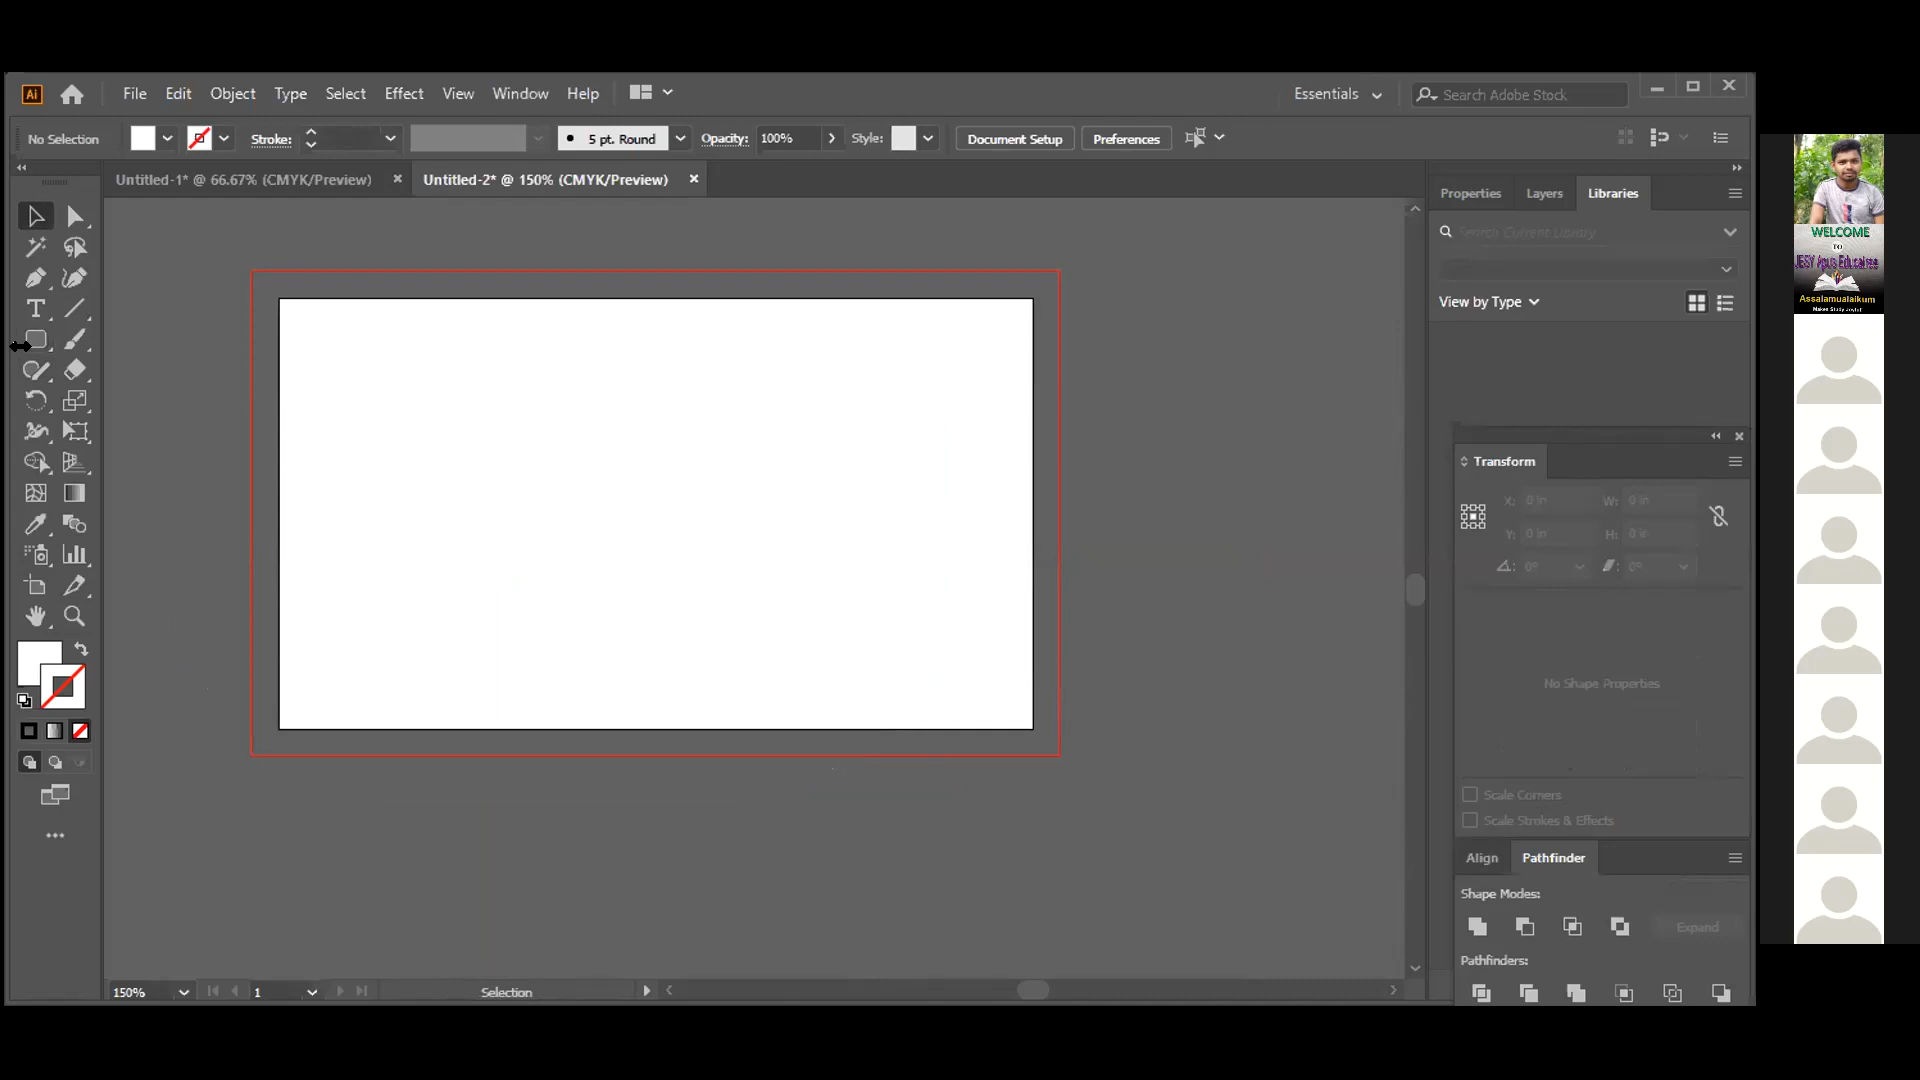 Ai File Edit Object Type Select Effect View Window Help Essentials Search Adobe Stock
No Selection Stroke: 5 pt. Round Opacity: 100% Style: Document Setup Preferences
Untitled-1* @ 66.67% (CMYK/Preview) × Untitled-2* @ 150% (CMYK/Preview) ×
Properties Layers Libraries
Search Current Library
View by Type
Transform
X: 0 in W: 0 in
Y: 0 in H: 0 in
0° 0°
No Shape Properties
Scale Corners
Scale Strokes & Effects
Align Pathfinder
Shape Modes:
Expand
Pathfinders:
150% 1 Selection
WELCOME
TO
Assalamualaikum
Makes Study Joyful